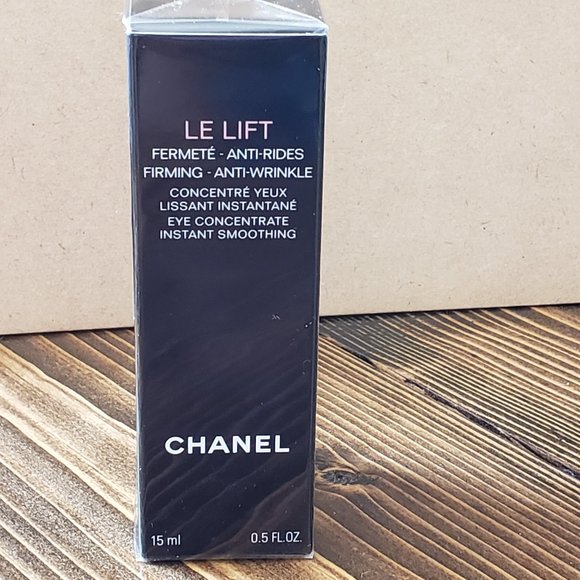 LE LIFT
FERMETÉ - ANTI-RIDES
FIRMING - ANTI-WRINKLE
CONCENTRÉ YEUX
LISSANT INSTANTANÉ
EYE CONCENTRATE
INSTANT SMOOTHING
CHANEL
15 ml 0.5 FL.OZ.